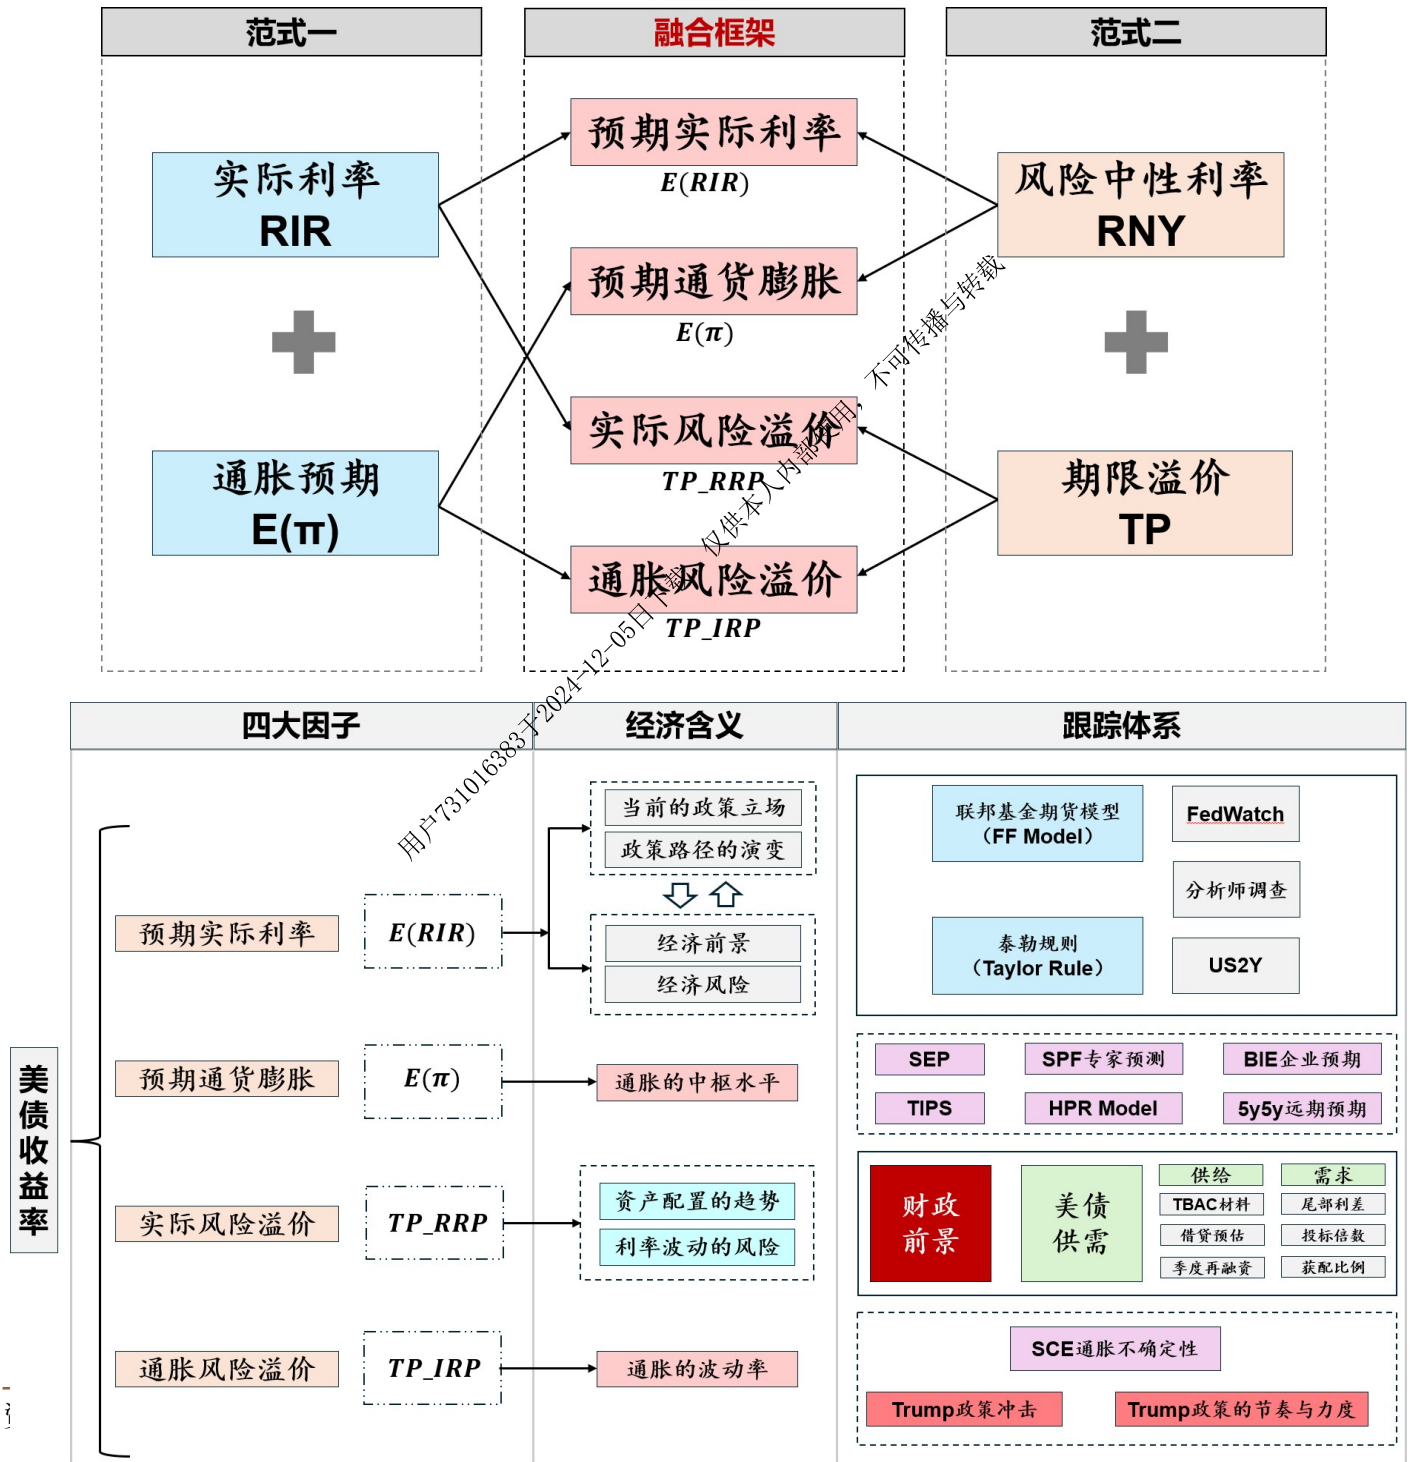 范式一
融合框架
范式二
实际利率
RIR
通胀预期
E(π)
预期实际利率
E(RIR)
预期通货膨胀
E(π)
实际风险溢价
TP_RRP
通胀风险溢价
TP_IRP
风险中性利率
RNY
期限溢价
TP
用户731016383于2024-12-05日下载，仅供本人内部使用，不可传播与转载
四大因子
经济含义
跟踪体系
美债收益率
预期实际利率
E(RIR)
当前的政策立场
政策路径的演变
经济前景
经济风险
联邦基金期货模型
（FF Model）
FedWatch
分析师调查
泰勒规则
（Taylor Rule）
US2Y
预期通货膨胀
E(π)
通胀的中枢水平
SEP
SPF专家预测
BIE企业预期
TIPS
HPR Model
5y5y远期预期
实际风险溢价
TP_RRP
资产配置的趋势
利率波动的风险
财政
前景
美债
供需
供给
需求
TBAC材料
尾部利差
借贷预估
投标倍数
季度再融资
获配比例
通胀风险溢价
TP_IRP
通胀的波动率
SCE通胀不确定性
Trump政策冲击
Trump政策的节奏与力度